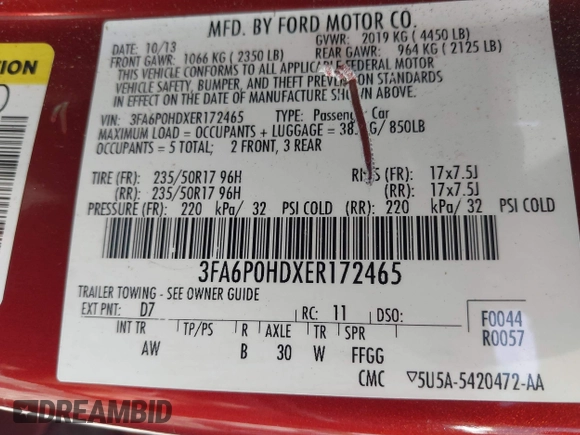 MFD. BY FORD MOTOR CO.
DATE: 10/13 GVWR: 2019 KG ( 4450 LB)
FRONT GAWR: 1066 KG ( 2350 LB) REAR GAWR: 964 KG ( 2125 LB)
THIS VEHICLE CONFORMS TO ALL APPLICABLE FEDERAL MOTOR
VEHICLE SAFETY, BUMPER, AND THEFT PREVENTION STANDARDS
IN EFFECT ON THE DATE OF MANUFACTURE SHOWN ABOVE.
VIN: 3FA6P0HDXER172465 TYPE: Passenger Car
MAXIMUM LOAD = OCCUPANTS + LUGGAGE = 38. G/ 850LB
OCCUPANTS = 5 TOTAL; 2 FRONT, 3 REAR
TIRE (FR): 235/50R17 96H RIMS (FR): 17x7.5J
(RR): 235/50R17 96H (RR): 17x7.5J
PRESSURE (FR): 220 kPa/ 32 PSI COLD (RR): 220 kPa/ 32 PSI COLD
3FA6P0HDXER172465
TRAILER TOWING - SEE OWNER GUIDE
EXT PNT: D7 RC: 11 DSO:
F0044
R0057
INT TR TP/PS R AXLE TR SPR
AW B 30 W FFGG
CMC ▽5U5A-5420472-AA
TION
DREAMBID